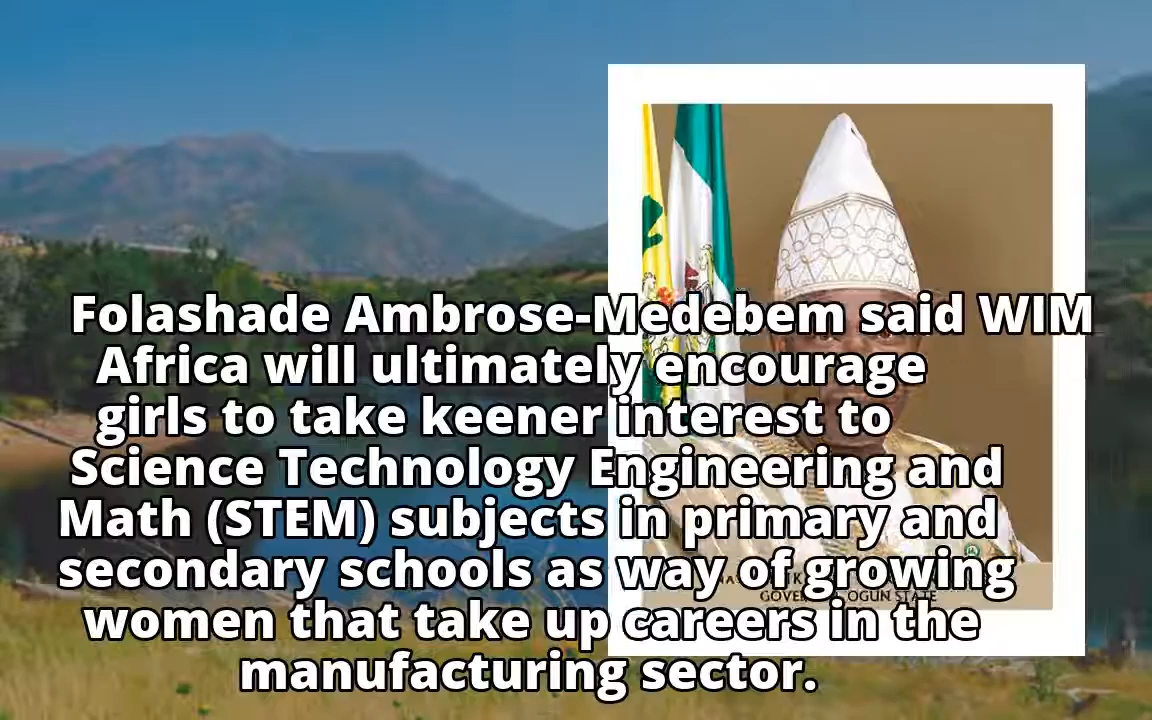 Folashade Ambrose-Medebem said WIM
Africa will ultimately encourage
girls to take keener interest to
Science Technology Engineering and
Math (STEM) subjects in primary and
secondary schools as way of growing
women that take up careers in the
manufacturing sector.
OGUN STATE